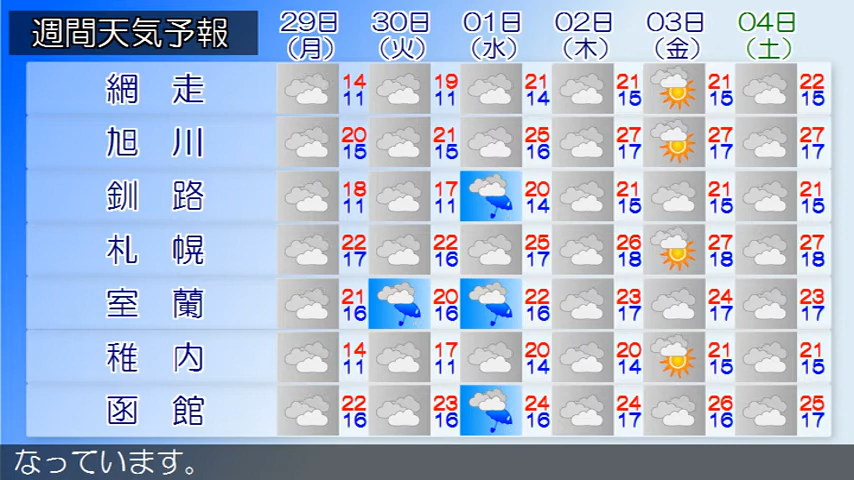 週間天気予報 29日 30日 01日 02日 03日 04日
(月) (火) (水) (木) (金) (土)
網走 14 11 19 11 21 14 21 15 21 15 22 15
旭川 20 15 21 15 25 16 27 17 27 17 27 17
釧路 18 11 17 11 20 14 21 15 21 15 21 15
札幌 22 17 22 16 25 17 26 18 27 18 27 18
室蘭 21 16 20 16 22 16 23 17 24 17 23 17
稚内 14 11 17 11 20 14 20 14 21 15 21 15
函館 22 16 23 16 24 16 24 17 26 16 25 17
なっています。